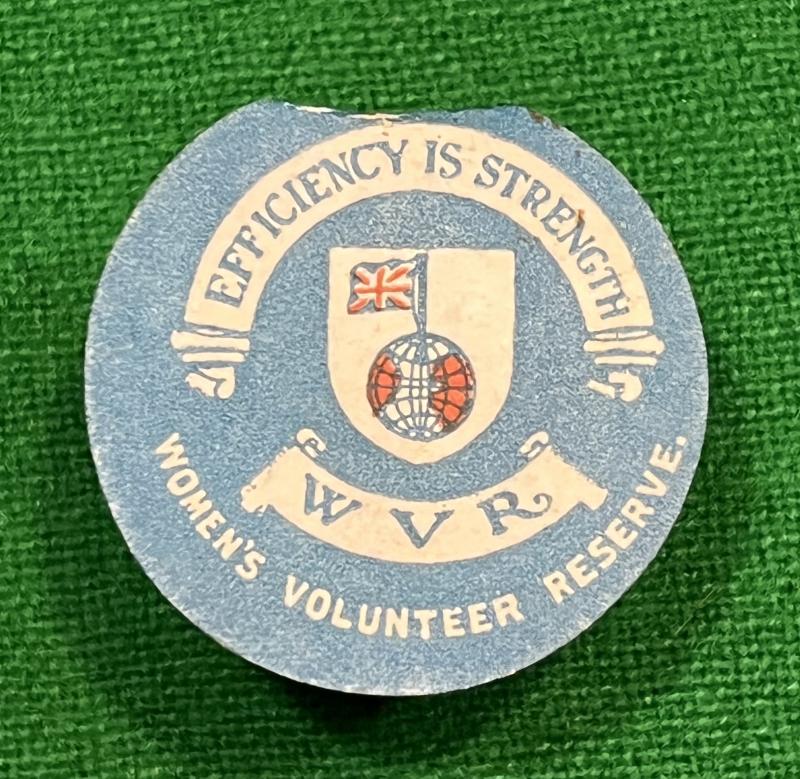 EFFICIENCY IS STRENGTH
W V R
WOMEN'S VOLUNTEER RESERVE.